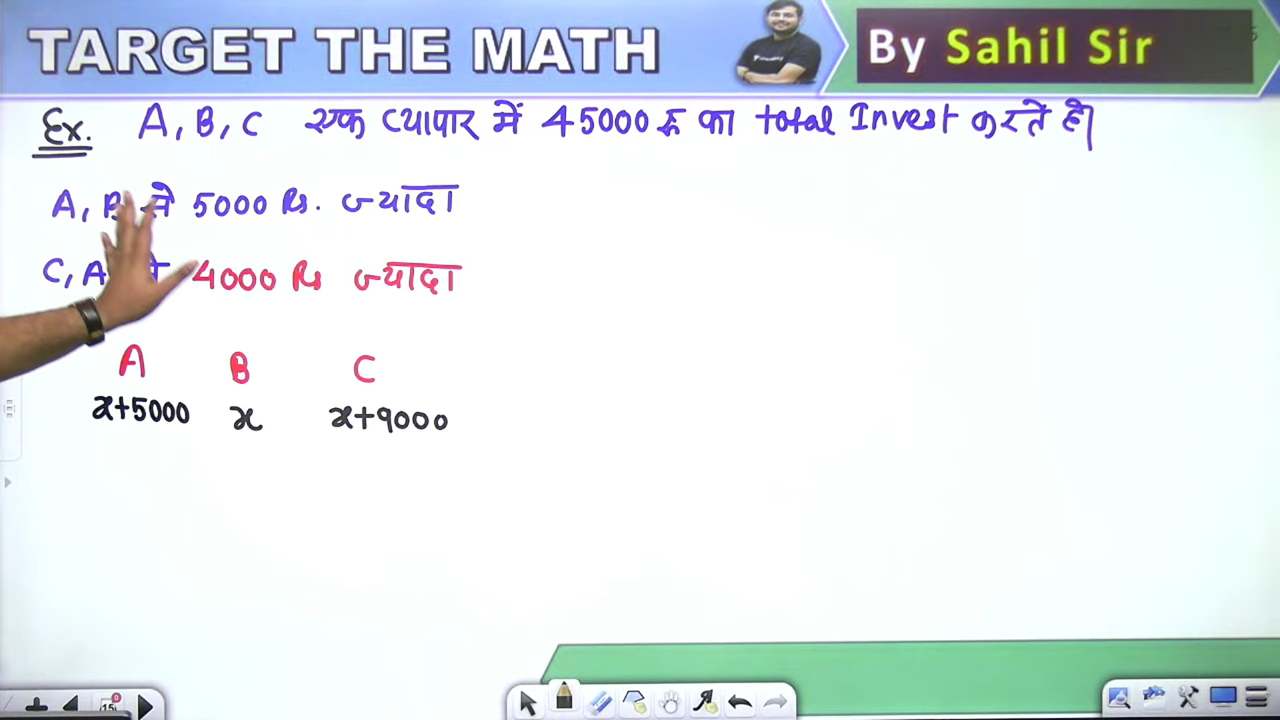 TARGET THE MATH
By Sahil Sir
Ex. A, B, C एक व्यापार में 45000 रु का total Invest करते है।
A, B से 5000 Rs. ज्यादा
C, A 4000 Rs ज्यादा
A B C
x+5000 x x+9000